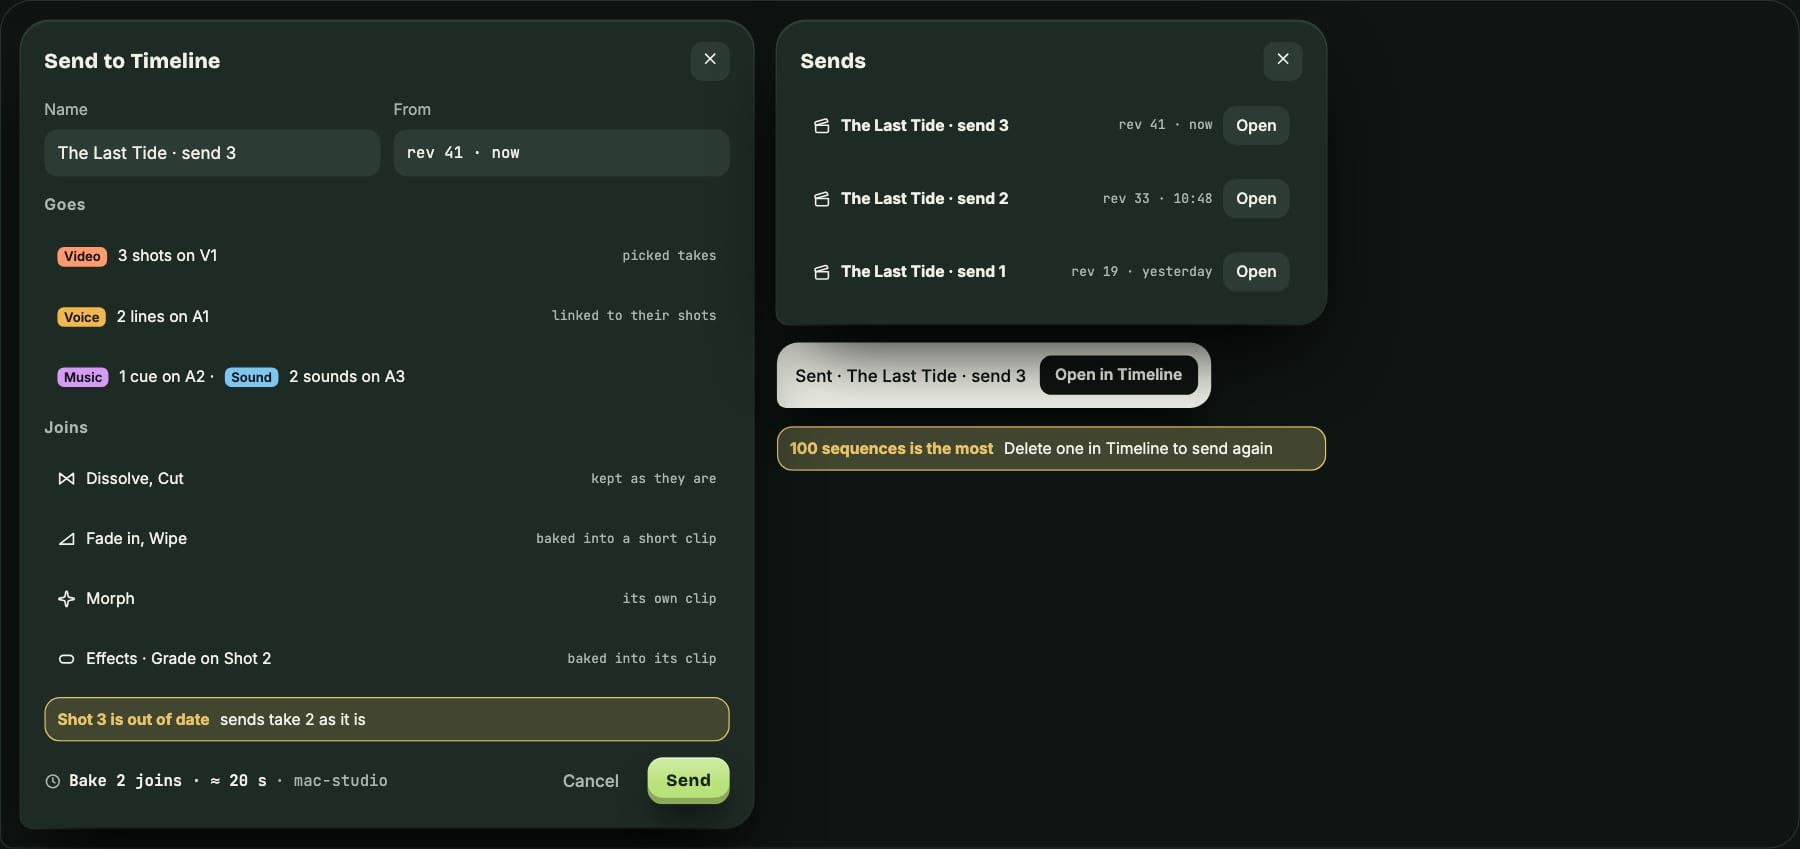 Send to Timeline
Name
From
The Last Tide · send 3
rev 41 · now
Goes
Video 3 shots on V1 picked takes
Voice 2 lines on A1 linked to their shots
Music 1 cue on A2 · Sound 2 sounds on A3
Joins
Dissolve, Cut kept as they are
Fade in, Wipe baked into a short clip
Morph its own clip
Effects · Grade on Shot 2 baked into its clip
Shot 3 is out of date sends take 2 as it is
Bake 2 joins · ≈ 20 s · mac-studio Cancel Send
Sends
The Last Tide · send 3 rev 41 · now Open
The Last Tide · send 2 rev 33 · 10:48 Open
The Last Tide · send 1 rev 19 · yesterday Open
Sent · The Last Tide · send 3 Open in Timeline
100 sequences is the most Delete one in Timeline to send again